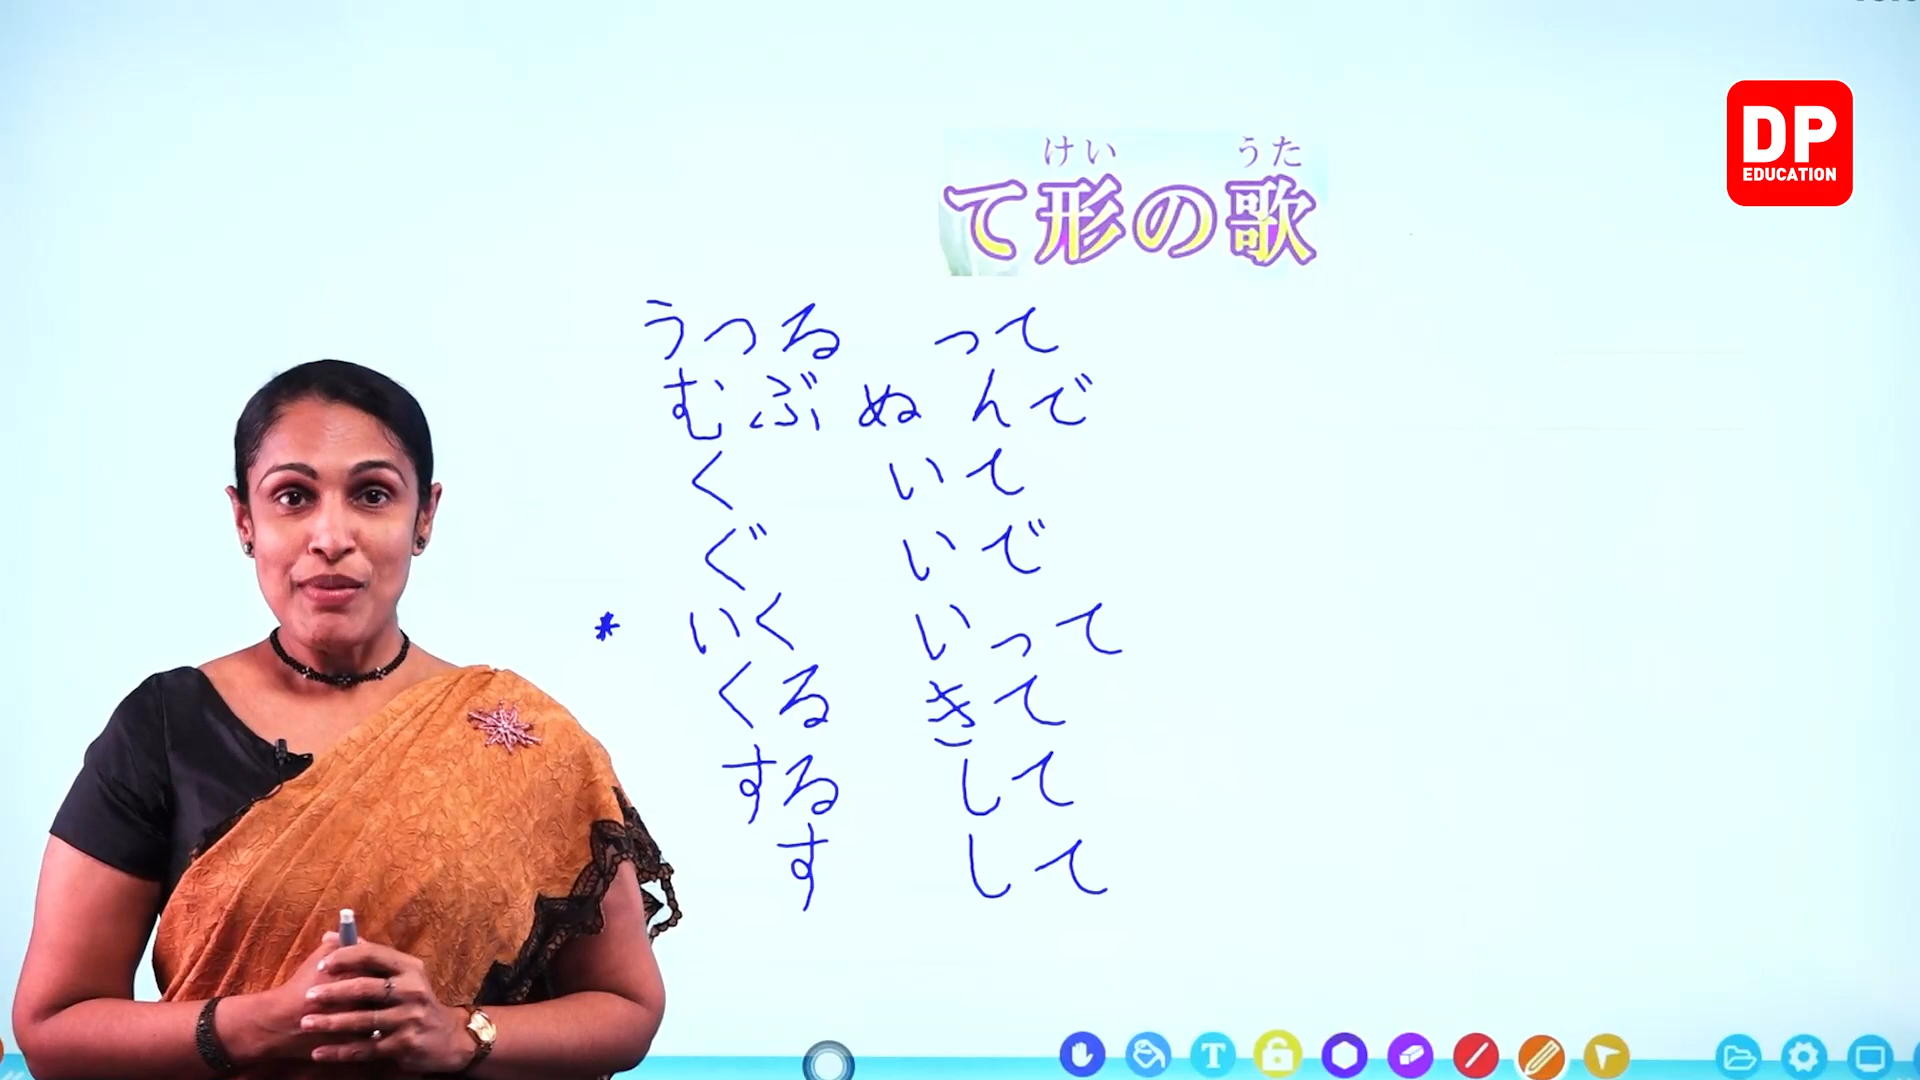 DP
EDUCATION
けい うた
て形の歌
うつる って
むぶぬ んで
く いて
ぐ いで
* いく いって
くる きて
する して
す して
T